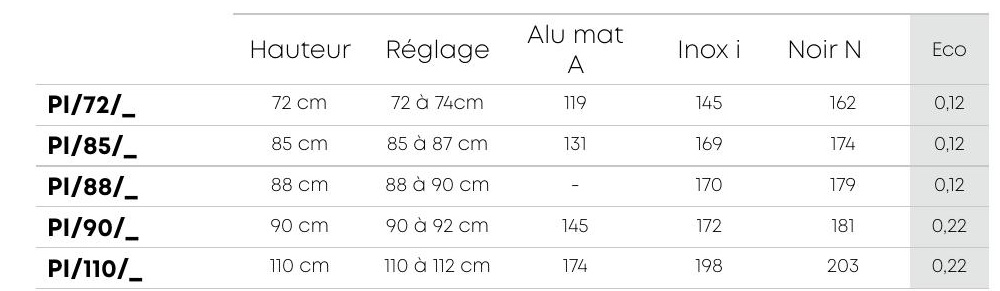 Hauteur Réglage Alu mat A Inox i Noir N Eco
PI/72/_ 72 cm 72 à 74cm 119 145 162 0,12
PI/85/_ 85 cm 85 à 87 cm 131 169 174 0,12
PI/88/_ 88 cm 88 à 90 cm - 170 179 0,12
PI/90/_ 90 cm 90 à 92 cm 145 172 181 0,22
PI/110/_ 110 cm 110 à 112 cm 174 198 203 0,22